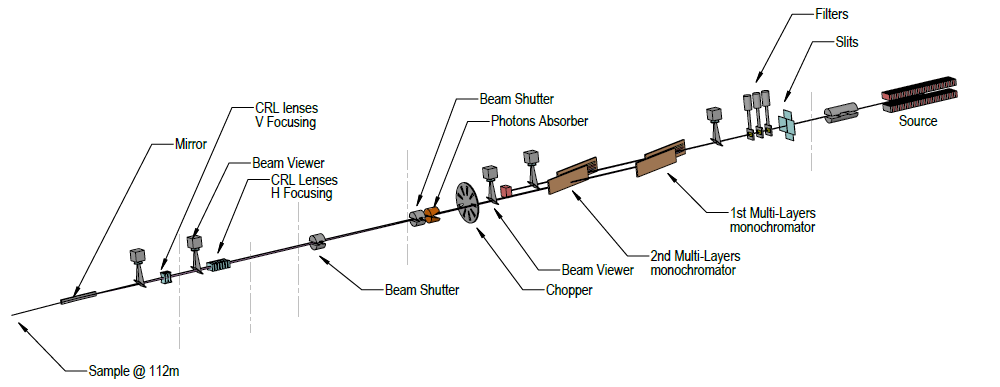 Filters
Slits
Source
CRL lenses
V Focusing
Beam Shutter
Photons Absorber
Mirror
Beam Viewer
CRL Lenses
H Focusing
1st Multi-Layers
monochromator
2nd Multi-Layers
monochromator
Beam Viewer
Beam Shutter
Chopper
Sample @ 112m